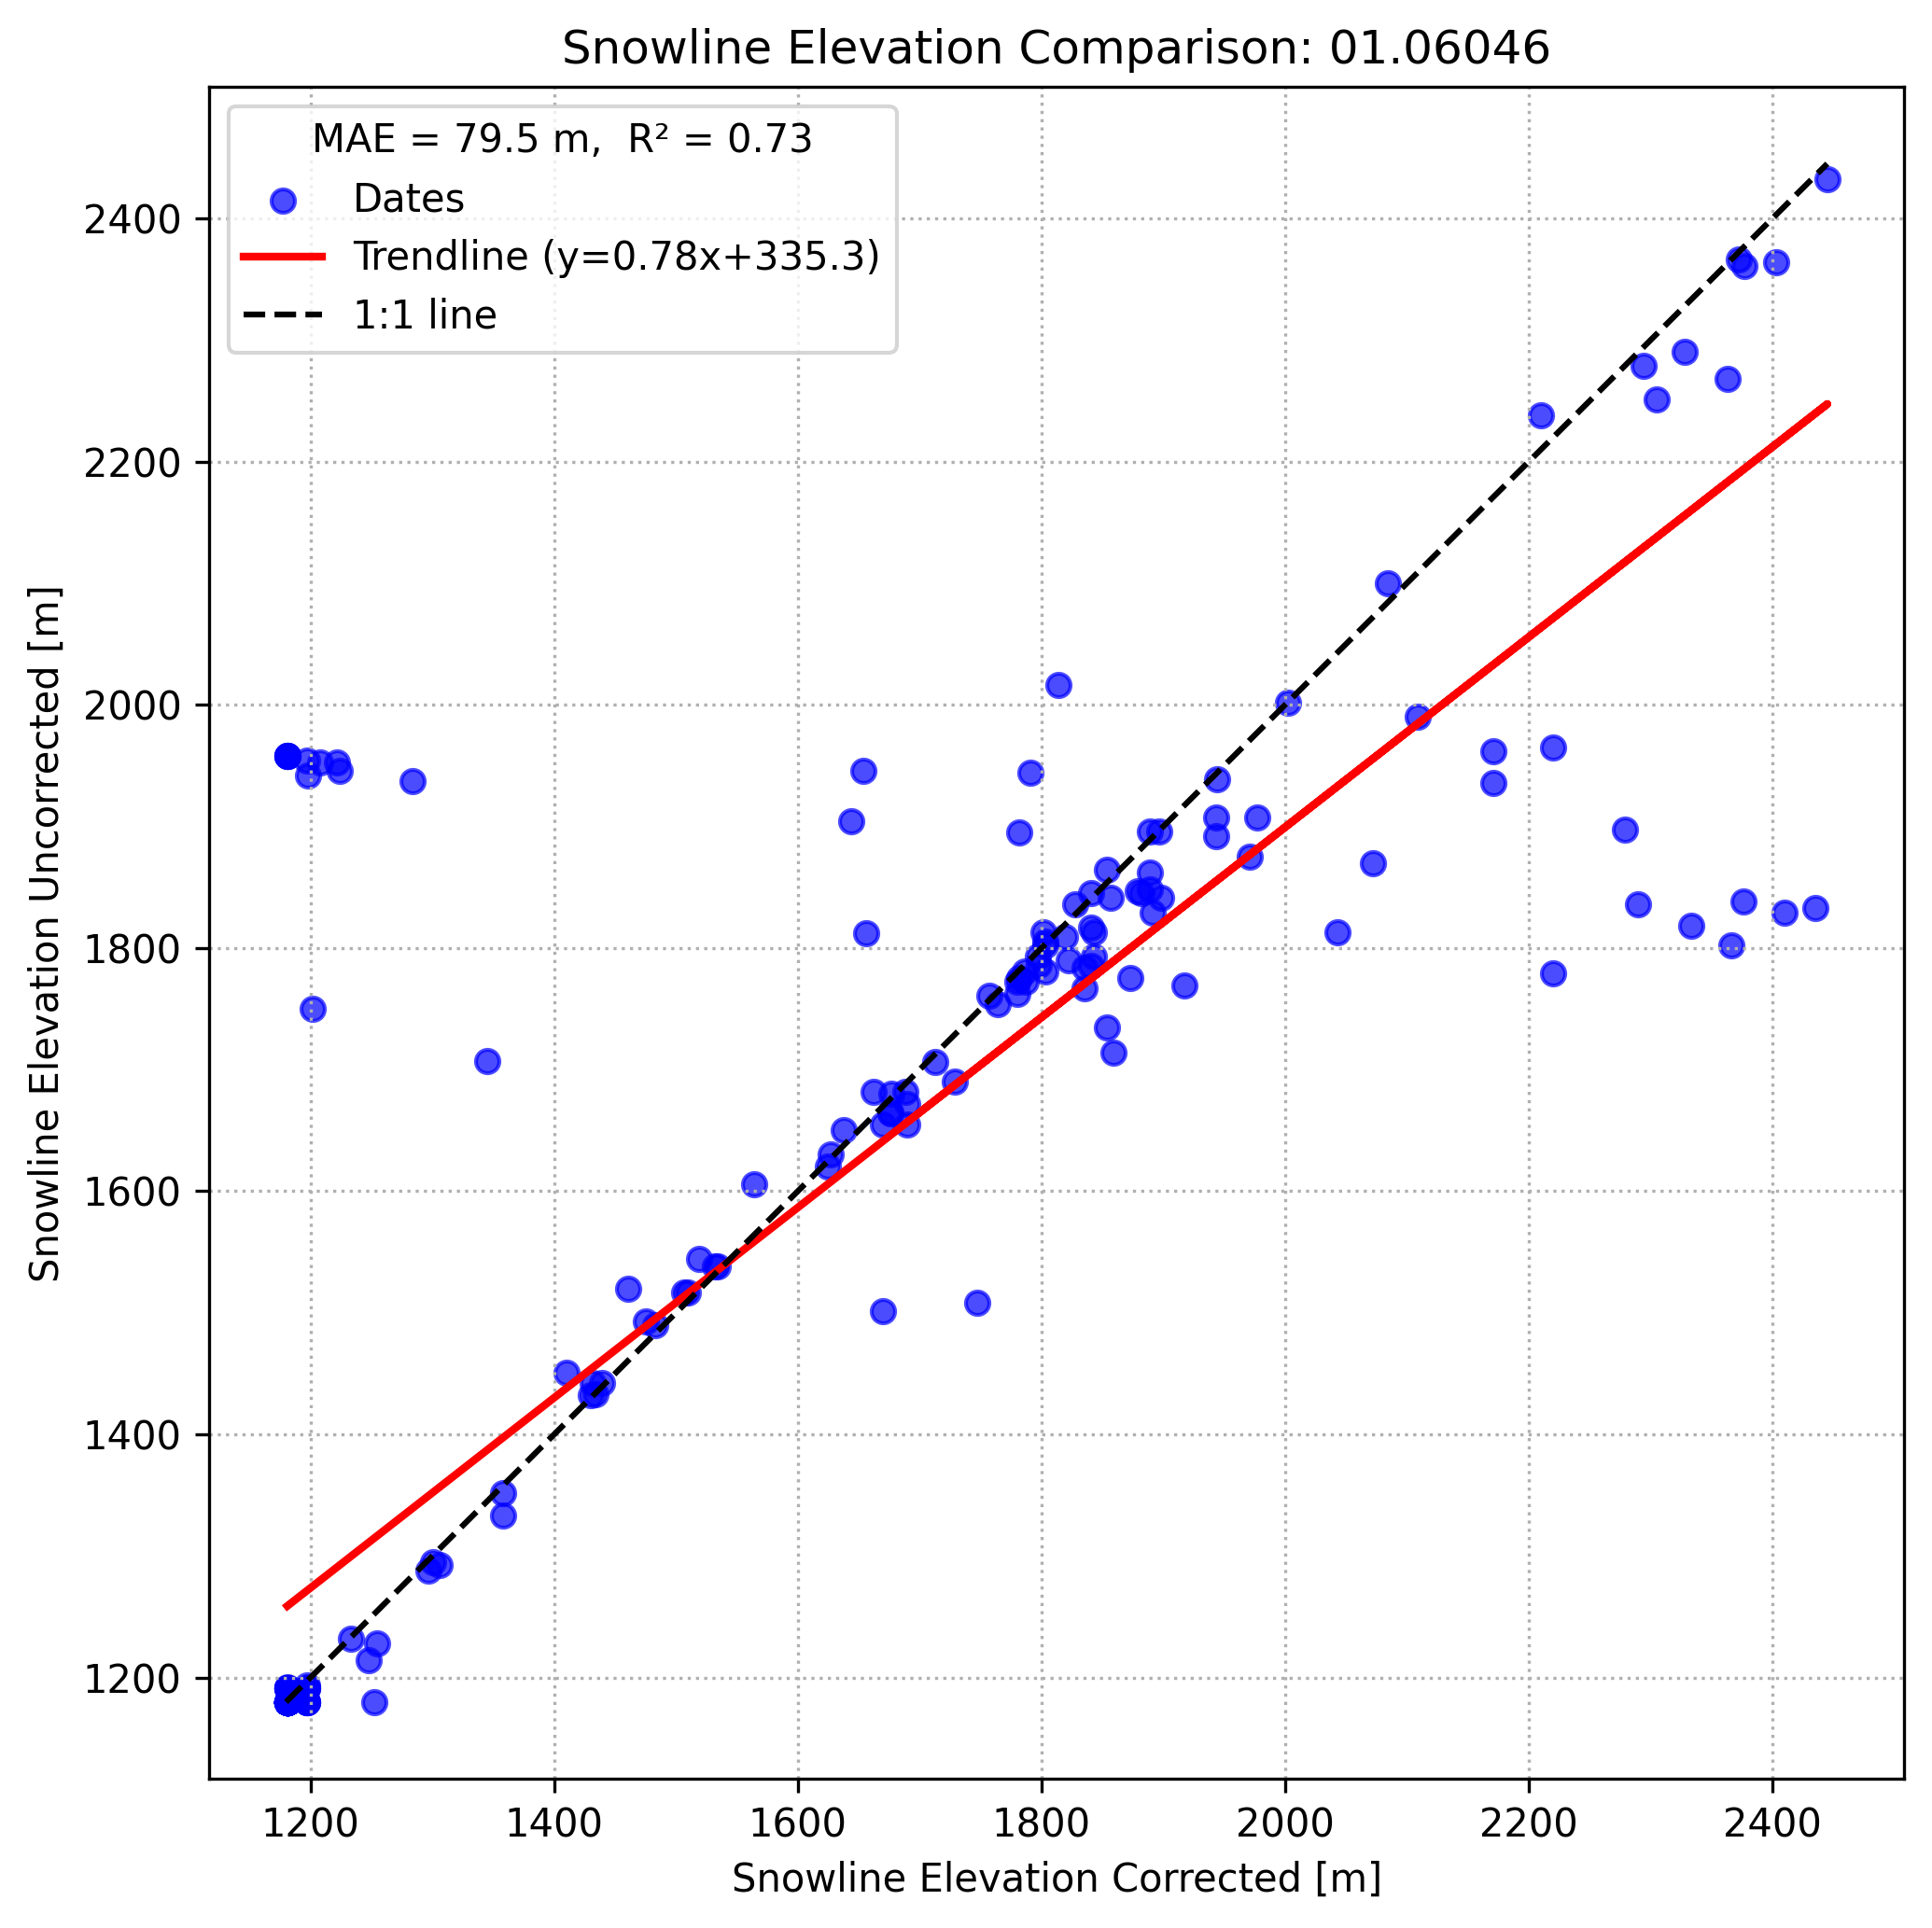 Snowline Elevation Comparison: 01.06046
MAE = 79.5 m,  R² = 0.73
Dates
Trendline (y=0.78x+335.3)
1:1 line
Snowline Elevation Uncorrected [m]
2400
2200
2000
1800
1600
1400
1200
1200 1400 1600 1800 2000 2200 2400
Snowline Elevation Corrected [m]